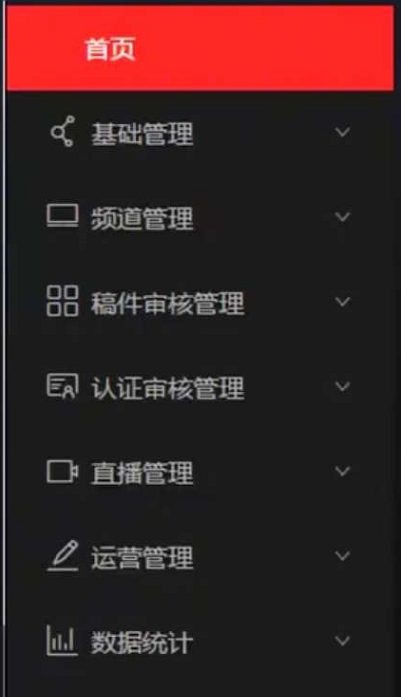 首页
基础管理
频道管理
稿件审核管理
认证审核管理
直播管理
运营管理
数据统计